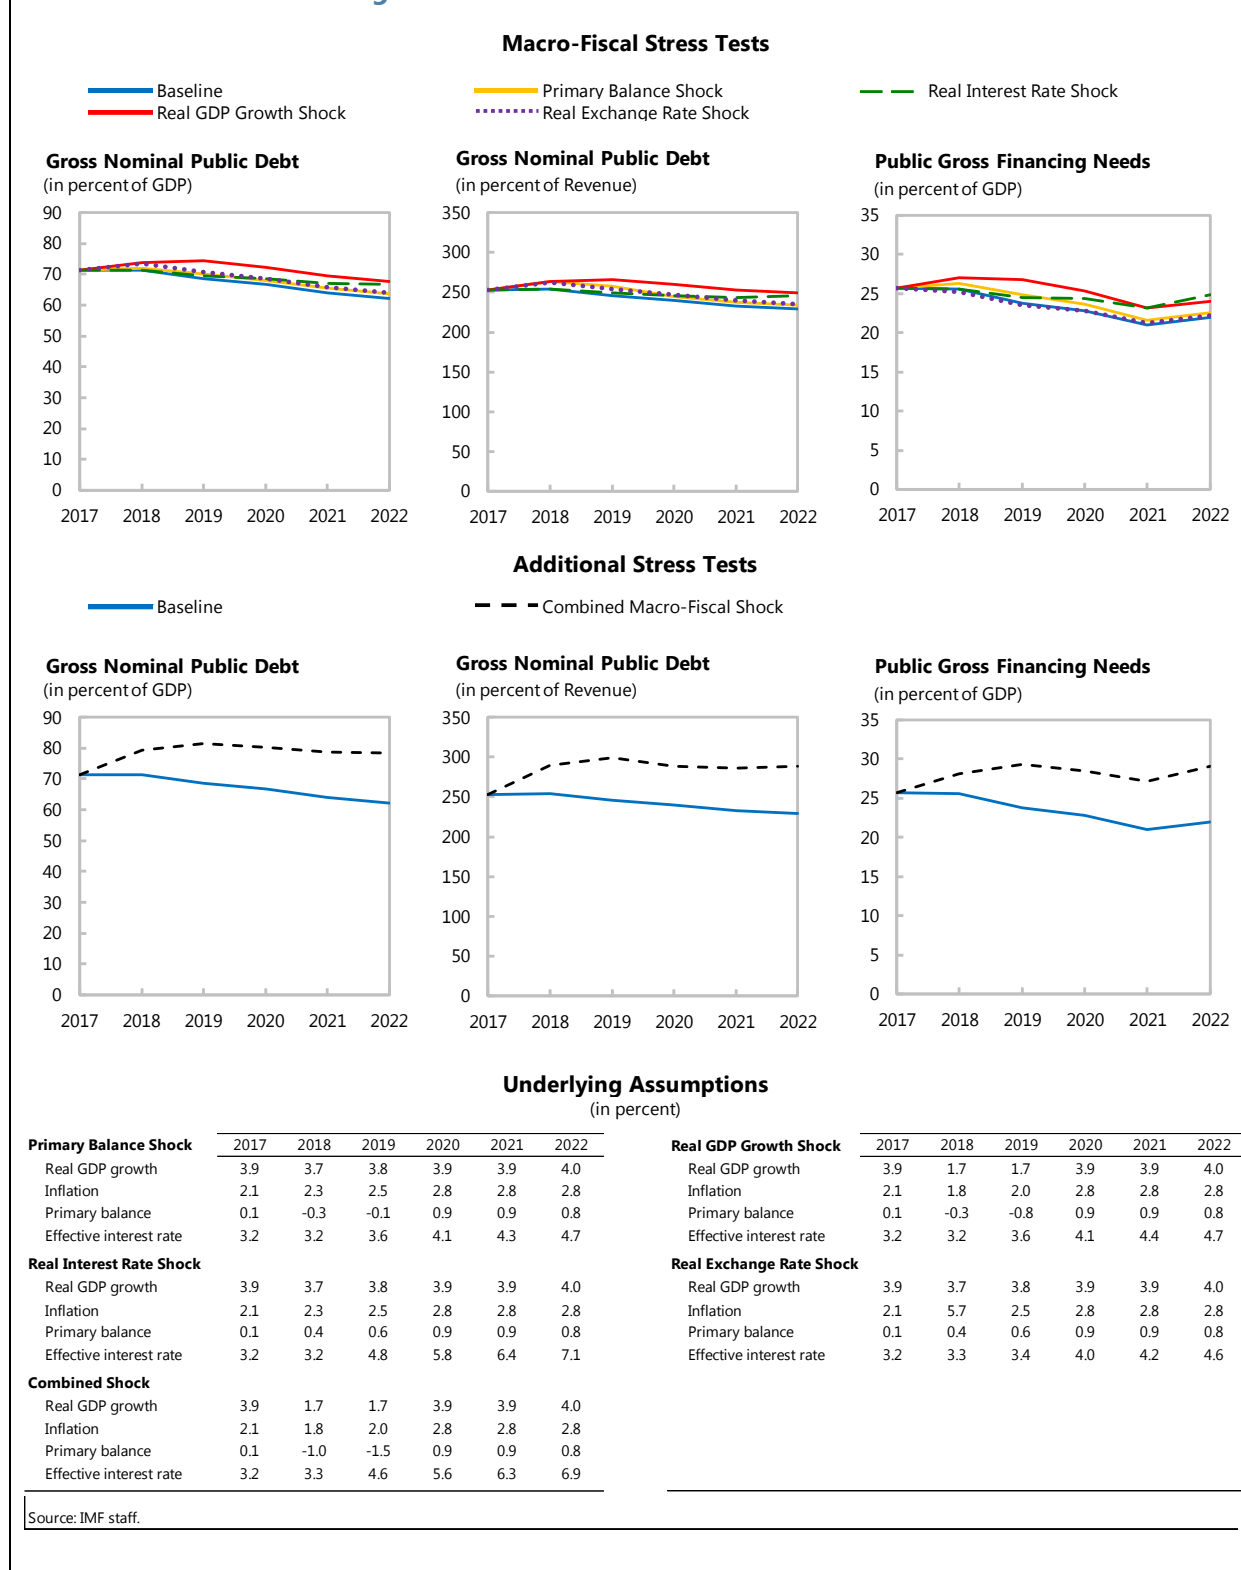 Macro-Fiscal Stress Tests
Baseline
Primary Balance Shock
Real Interest Rate Shock
Real GDP Growth Shock
Real Exchange Rate Shock
Gross Nominal Public Debt
(in percent of GDP)
90
80
70
60
50
40
30
20
10
0
2017 2018 2019 2020 2021 2022
Gross Nominal Public Debt
(in percent of Revenue)
350
300
250
200
150
100
50
0
2017 2018 2019 2020 2021 2022
Public Gross Financing Needs
(in percent of GDP)
35
30
25
20
15
10
5
0
2017 2018 2019 2020 2021 2022
Additional Stress Tests
Baseline
Combined Macro-Fiscal Shock
Gross Nominal Public Debt
(in percent of GDP)
90
80
70
60
50
40
30
20
10
0
2017 2018 2019 2020 2021 2022
Gross Nominal Public Debt
(in percent of Revenue)
350
300
250
200
150
100
50
0
2017 2018 2019 2020 2021 2022
Public Gross Financing Needs
(in percent of GDP)
35
30
25
20
15
10
5
0
2017 2018 2019 2020 2021 2022
Underlying Assumptions
(in percent)
Primary Balance Shock 2017 2018 2019 2020 2021 2022
Real GDP growth 3.9 3.7 3.8 3.9 3.9 4.0
Inflation 2.1 2.3 2.5 2.8 2.8 2.8
Primary balance 0.1 -0.3 -0.1 0.9 0.9 0.8
Effective interest rate 3.2 3.2 3.6 4.1 4.3 4.7
Real Interest Rate Shock
Real GDP growth 3.9 3.7 3.8 3.9 3.9 4.0
Inflation 2.1 2.3 2.5 2.8 2.8 2.8
Primary balance 0.1 0.4 0.6 0.9 0.9 0.8
Effective interest rate 3.2 3.2 4.8 5.8 6.4 7.1
Combined Shock
Real GDP growth 3.9 1.7 1.7 3.9 3.9 4.0
Inflation 2.1 1.8 2.0 2.8 2.8 2.8
Primary balance 0.1 -1.0 -1.5 0.9 0.9 0.8
Effective interest rate 3.2 3.3 4.6 5.6 6.3 6.9
Real GDP Growth Shock 2017 2018 2019 2020 2021 2022
Real GDP growth 3.9 1.7 1.7 3.9 3.9 4.0
Inflation 2.1 1.8 2.0 2.8 2.8 2.8
Primary balance 0.1 -0.3 -0.8 0.9 0.9 0.8
Effective interest rate 3.2 3.2 3.6 4.1 4.4 4.7
Real Exchange Rate Shock
Real GDP growth 3.9 3.7 3.8 3.9 3.9 4.0
Inflation 2.1 5.7 2.5 2.8 2.8 2.8
Primary balance 0.1 0.4 0.6 0.9 0.9 0.8
Effective interest rate 3.2 3.3 3.4 4.0 4.2 4.6
Source: IMF staff.